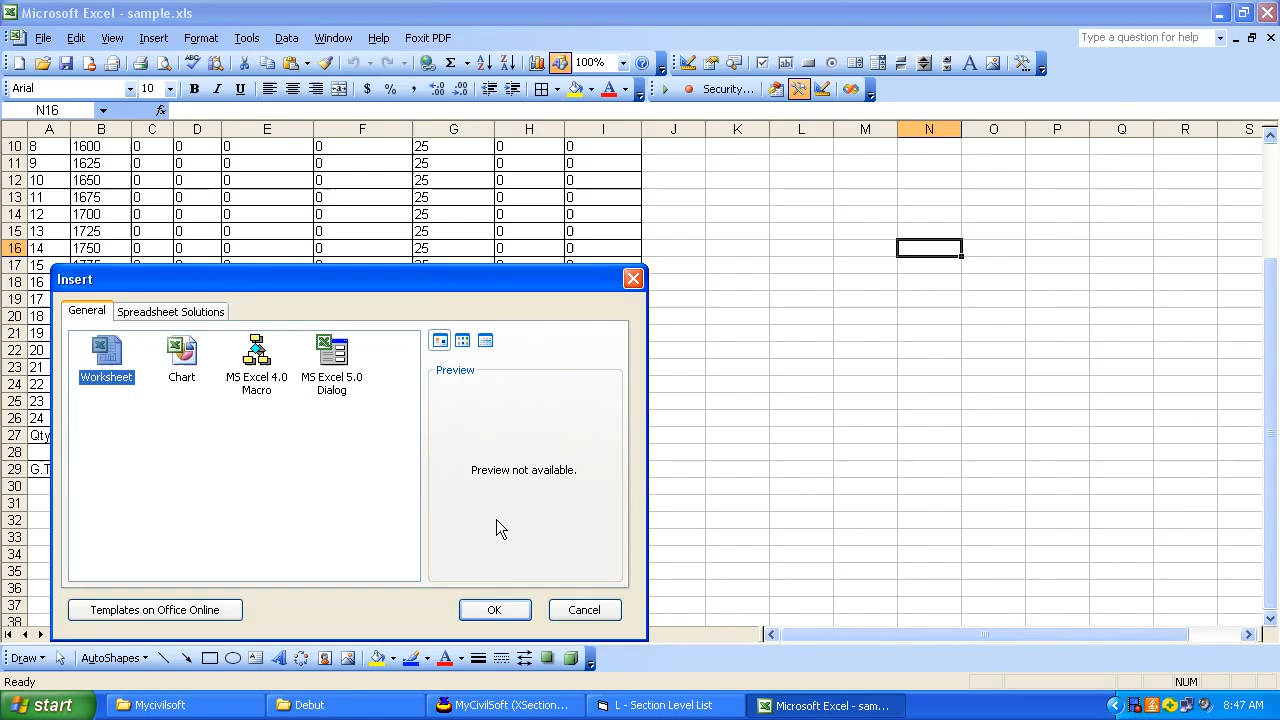 Microsoft Excel - sample.xls
File Edit View Insert Format Tools Data Window Help Foxit PDF
Type a question for help
100%
Arial 10 B I U $ % , Security...
N16 fx
A B C D E F G H I J K L M N O P Q R S
10 8 1600 0 0 0 0 25 0 0
11 9 1625 0 0 0 0 25 0 0
12 10 1650 0 0 0 0 25 0 0
13 11 1675 0 0 0 0 25 0 0
14 12 1700 0 0 0 0 25 0 0
15 13 1725 0 0 0 0 25 0 0
16 14 1750 0 0 0 0 25 0 0
17 15
Insert
18 16
19 17
General Spreadsheet Solutions
20 18
21 19
22 20
23 21
24 22
25 23
26 24
27 Qty
28
29 G.T
30
31
32
33
34
35
36
37
38
Worksheet
Chart
MS Excel 4.0 Macro
MS Excel 5.0 Dialog
Preview
Preview not available.
Templates on Office Online OK Cancel
Draw AutoShapes
Ready NUM
start Mycivilsoft Debut MyCivilSoft (XSection... L - Section Level List Microsoft Excel - sam... 8:47 AM